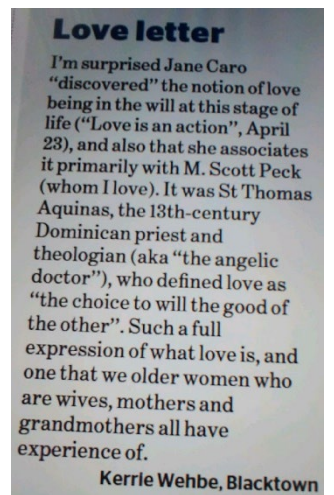 Love letter
I'm surprised Jane Caro
"discovered" the notion of love
being in the will at this stage of
life ("Love is an action", April
23), and also that she associates
it primarily with M. Scott Peck
(whom I love). It was St Thomas
Aquinas, the 13th-century
Dominican priest and
theologian (aka "the angelic
doctor"), who defined love as
"the choice to will the good of
the other". Such a full
expression of what love is, and
one that we older women who
are wives, mothers and
grandmothers all have
experience of.
Kerrie Wehbe, Blacktown